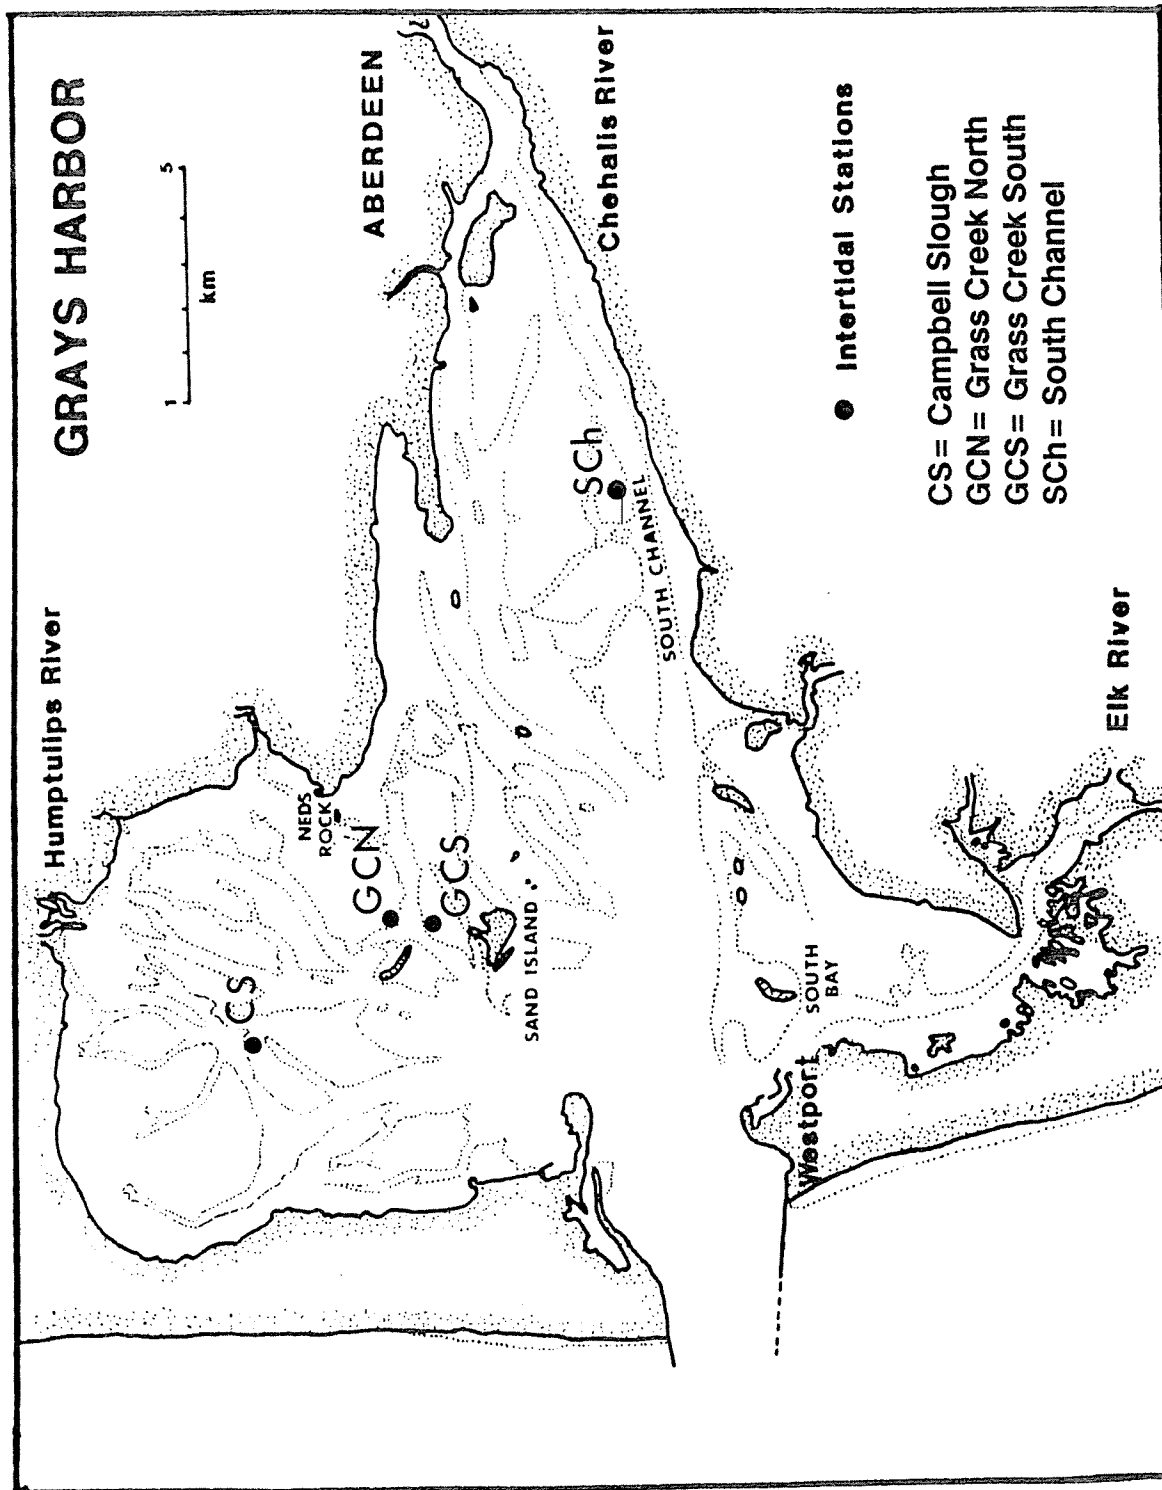 GRAYS HARBOR
1 5
km
ABERDEEN
Chehalis River
Humptulips River
NEDS
ROCK
GCN
GCS
CS
SAND ISLAND
SCh
SOUTH CHANNEL
SOUTH
BAY
Westport
Elk River
Intertidal Stations
CS= Campbell Slough
GCN= Grass Creek North
GCS= Grass Creek South
SCh= South Channel